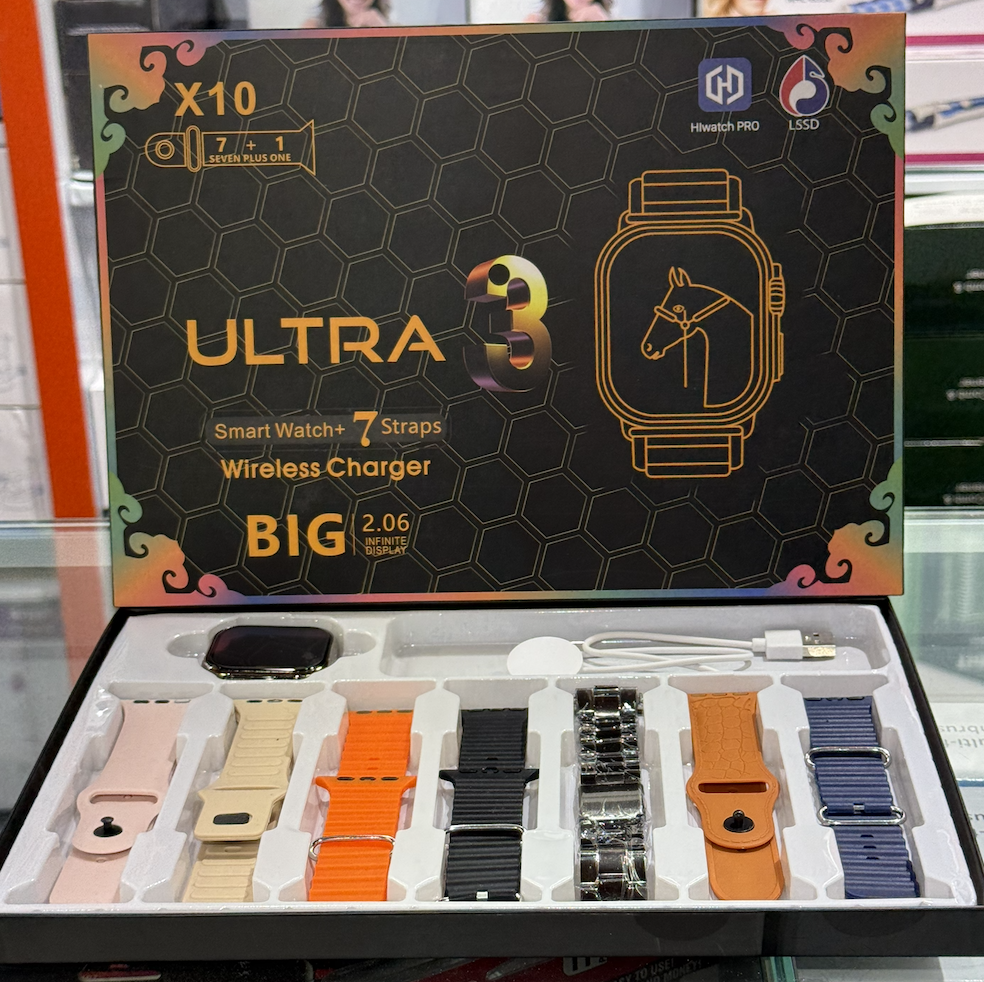 X10
7 + 1
SEVEN PLUS ONE
HIwatch PRO
LSSD
ULTRA 3
Smart Watch+ 7 Straps
Wireless Charger
BIG
2.06
INFINITE
DISPLAY